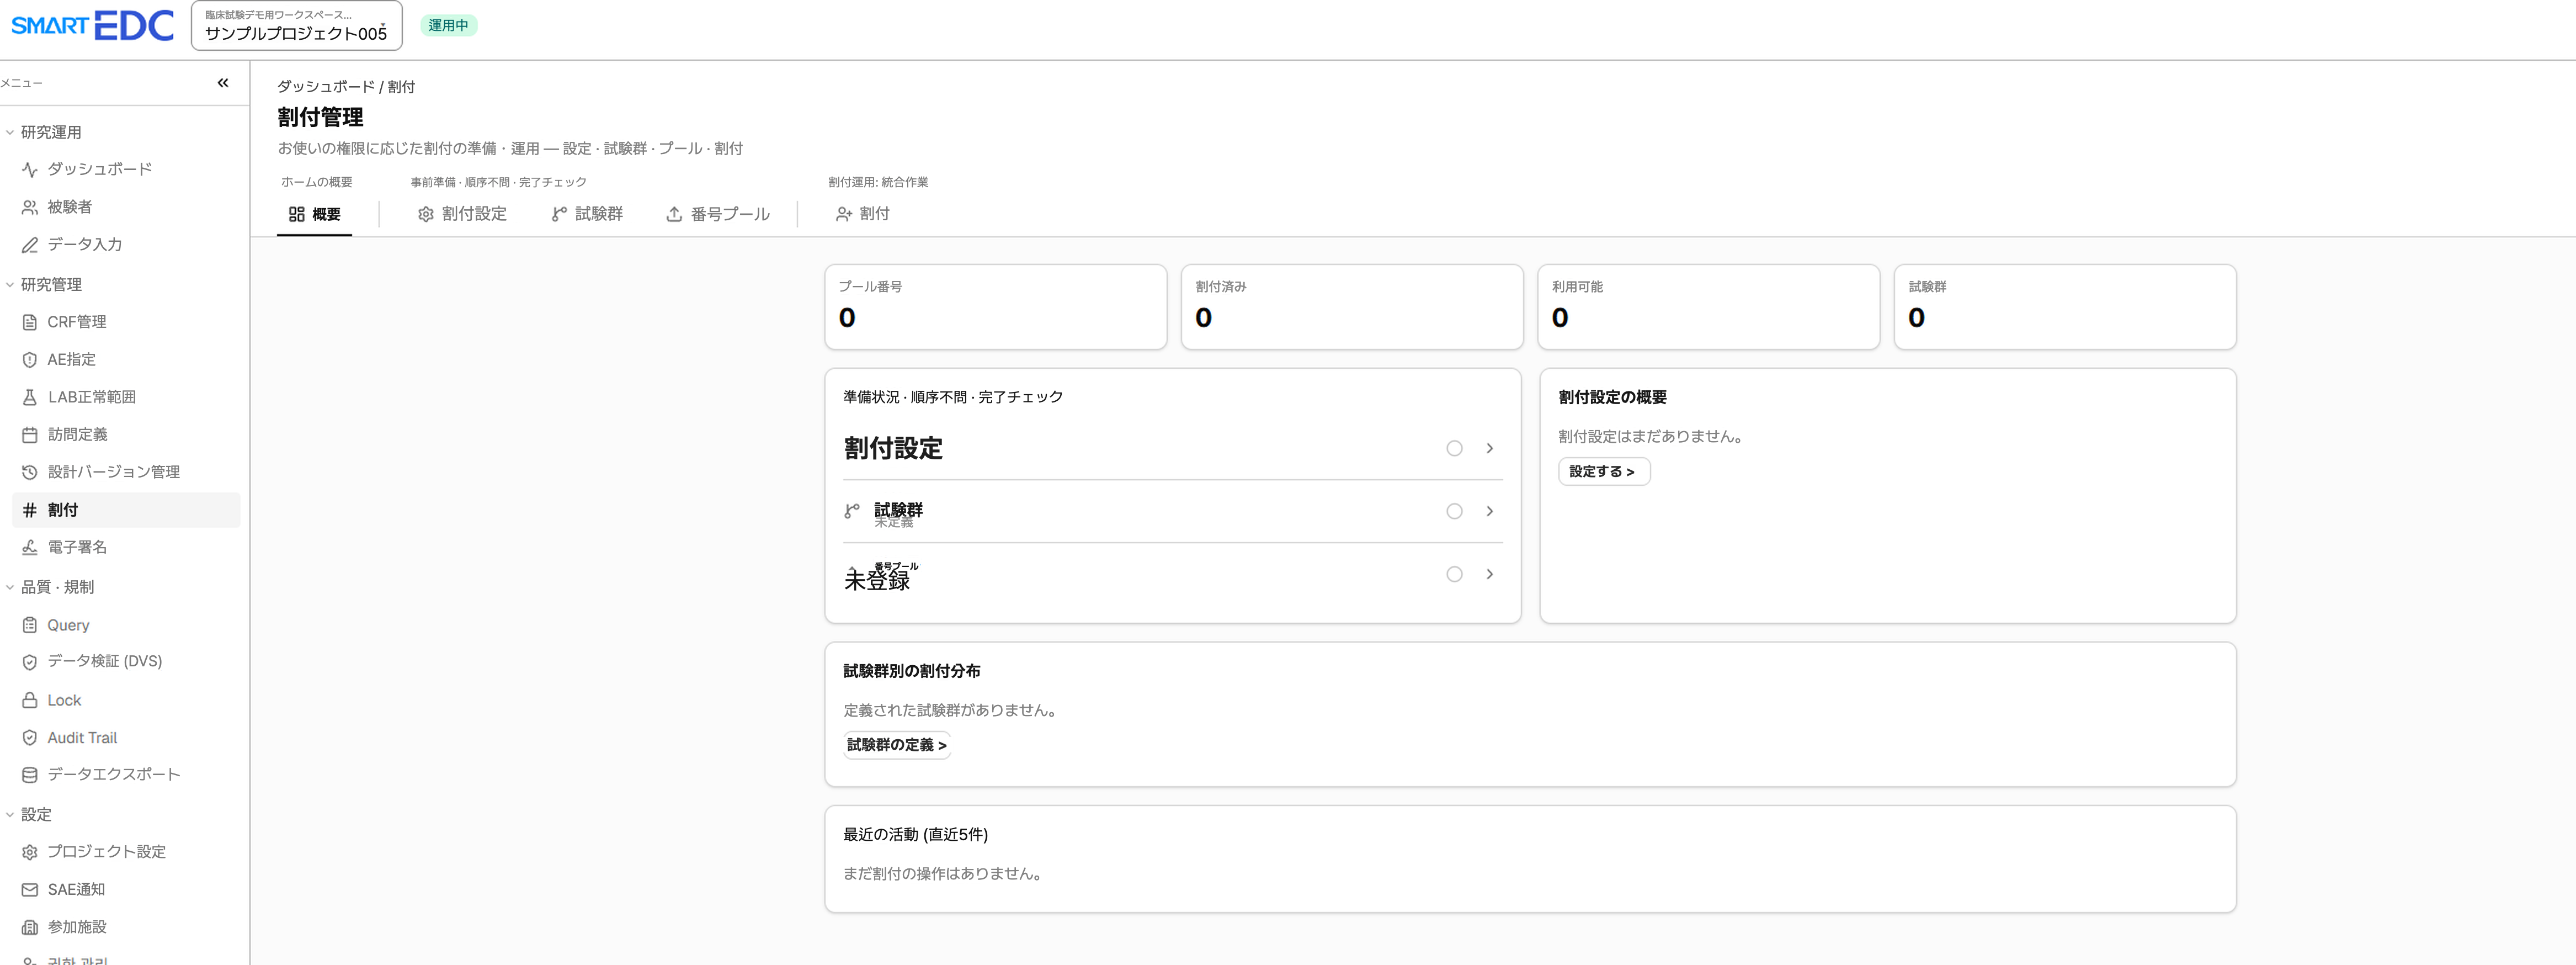 SMART EDC
臨床試験デモ用ワークスペース...
サンプルプロジェクト005
運用中
メニュー
研究運用
ダッシュボード
被験者
データ入力
研究管理
CRF管理
AE指定
LAB正常範囲
訪問定義
設計バージョン管理
割付
電子署名
品質 · 規制
Query
データ検証 (DVS)
Lock
Audit Trail
データエクスポート
設定
プロジェクト設定
SAE通知
参加施設
ダッシュボード / 割付
割付管理
お使いの権限に応じた割付の準備・運用 — 設定 · 試験群 · プール · 割付
ホームの概要
事前準備 · 順序不問 · 完了チェック
割付運用: 統合作業
概要
割付設定
試験群
番号プール
割付
プール番号
0
割付済み
0
利用可能
0
試験群
0
準備状況 · 順序不問 · 完了チェック
割付設定
試験群
未定義
番号プール
未登録
割付設定の概要
割付設定はまだありません。
設定する >
試験群別の割付分布
定義された試験群がありません。
試験群の定義 >
最近の活動 (直近5件)
まだ割付の操作はありません。